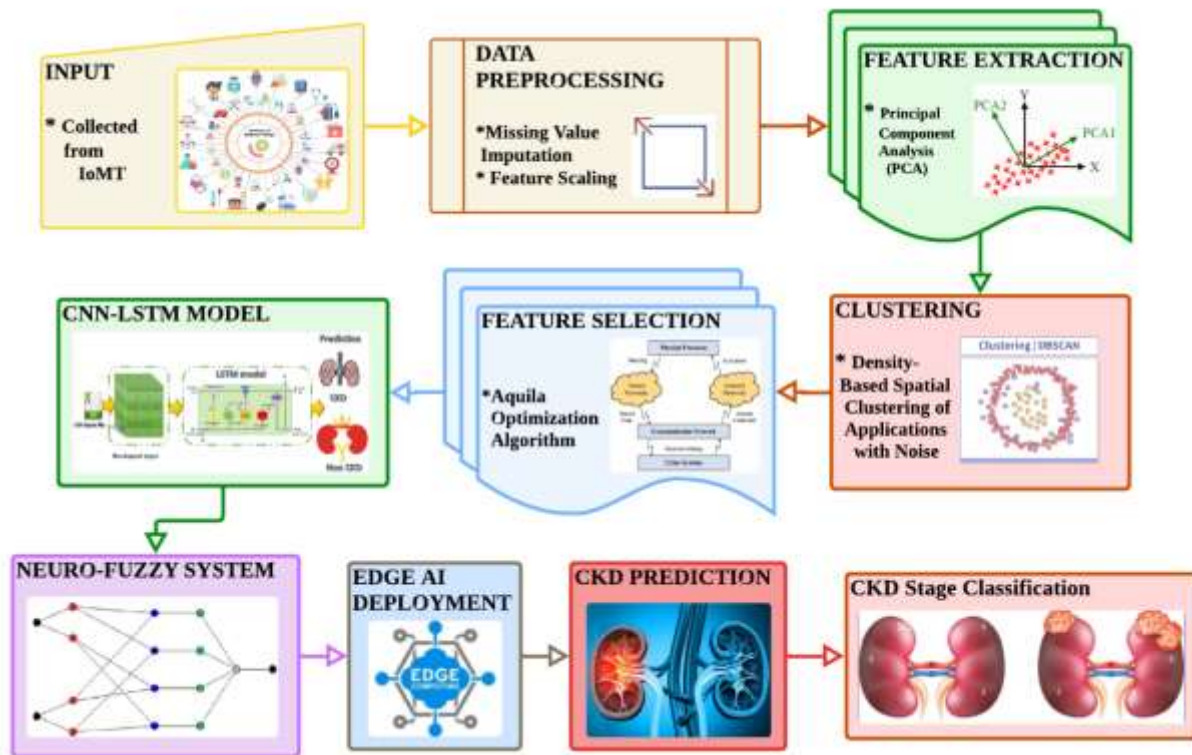 INPUT
* Collected
from
IoMT
DATA
PREPROCESSING
*Missing Value
Imputation
* Feature Scaling
FEATURE EXTRACTION
* Principal
Component
Analysis
(PCA)
PCA2
Y
PCA1
X
CLUSTERING
* Density-
Based Spatial
Clustering of
Applications
with Noise
Clustering | DBSCAN
FEATURE SELECTION
*Aquila
Optimization
Algorithm
CNN-LSTM MODEL
Prediction
LSTM model
CKD
Non CKD
NEURO-FUZZY SYSTEM
EDGE AI
DEPLOYMENT
EDGE
CKD PREDICTION
CKD Stage Classification